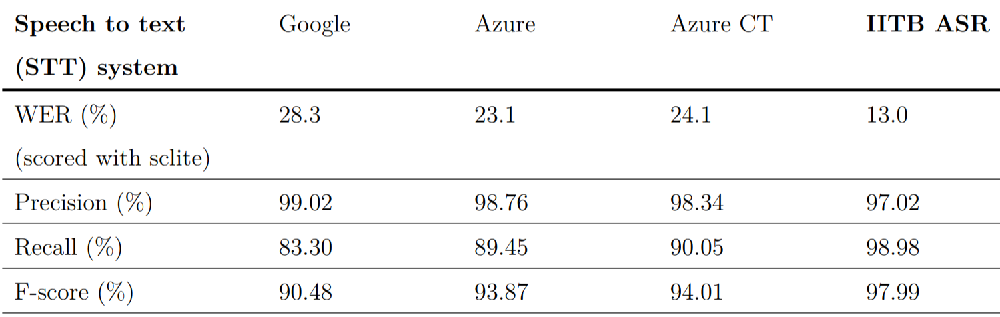 Speech to text Google Azure Azure CT IITB ASR
(STT) system
WER (%) 28.3 23.1 24.1 13.0
(scored with sclite)
Precision (%) 99.02 98.76 98.34 97.02
Recall (%) 83.30 89.45 90.05 98.98
F-score (%) 90.48 93.87 94.01 97.99